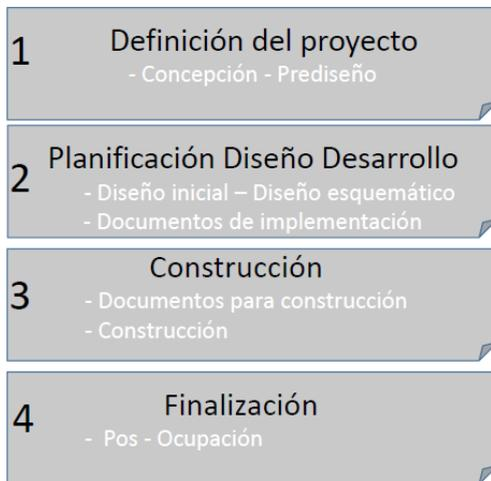 1
Definición del proyecto
- Concepción - Prediseño
2
Planificación Diseño Desarrollo
- Diseño inicial – Diseño esquemático
- Documentos de implementación
3
Construcción
- Documentos para construcción
- Construcción
4
Finalización
- Pos - Ocupación